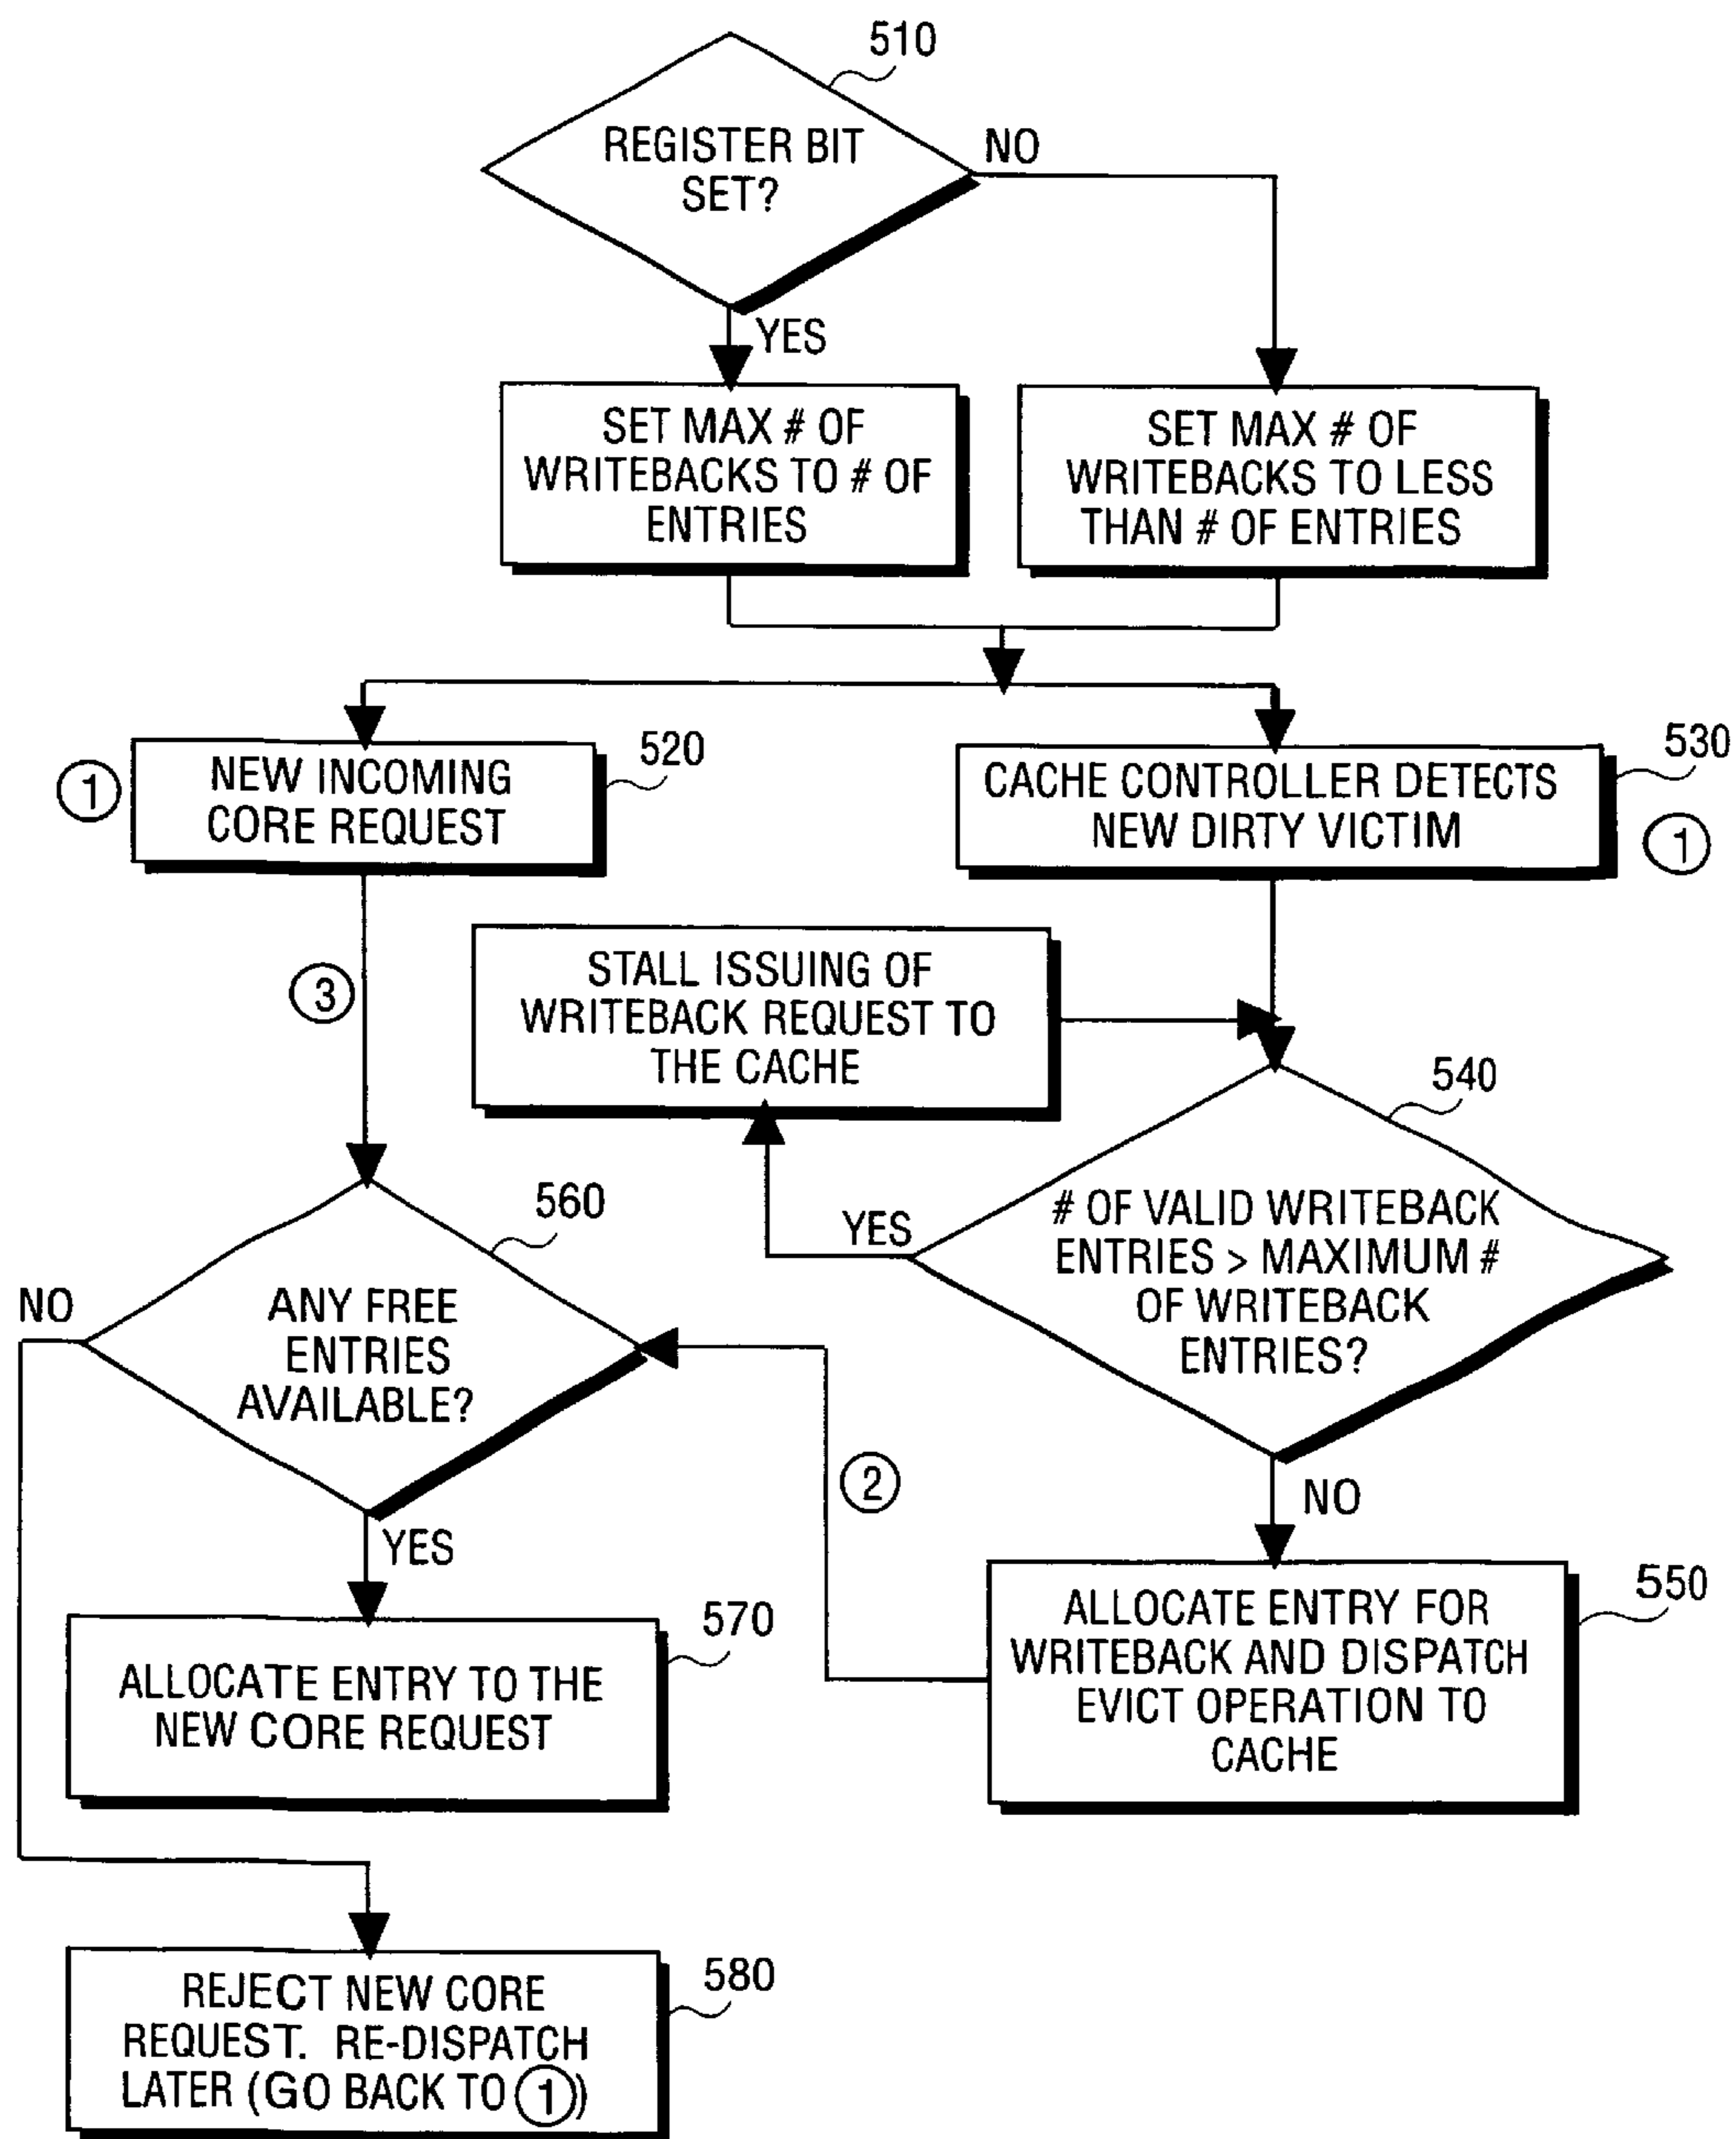 510
REGISTER BIT
SET?
NO
YES
SET MAX # OF
WRITEBACKS TO # OF
ENTRIES
SET MAX # OF
WRITEBACKS TO LESS
THAN # OF ENTRIES
1
NEW INCOMING
CORE REQUEST
520
CACHE CONTROLLER DETECTS
NEW DIRTY VICTIM
530
1
3
STALL ISSUING OF
WRITEBACK REQUEST TO
THE CACHE
540
# OF VALID WRITEBACK
ENTRIES > MAXIMUM #
OF WRITEBACK
ENTRIES?
YES
NO
560
ANY FREE
ENTRIES
AVAILABLE?
NO
YES
2
550
ALLOCATE ENTRY FOR
WRITEBACK AND DISPATCH
EVICT OPERATION TO
CACHE
570
ALLOCATE ENTRY TO THE
NEW CORE REQUEST
580
REJECT NEW CORE
REQUEST. RE-DISPATCH
LATER (GO BACK TO 1)